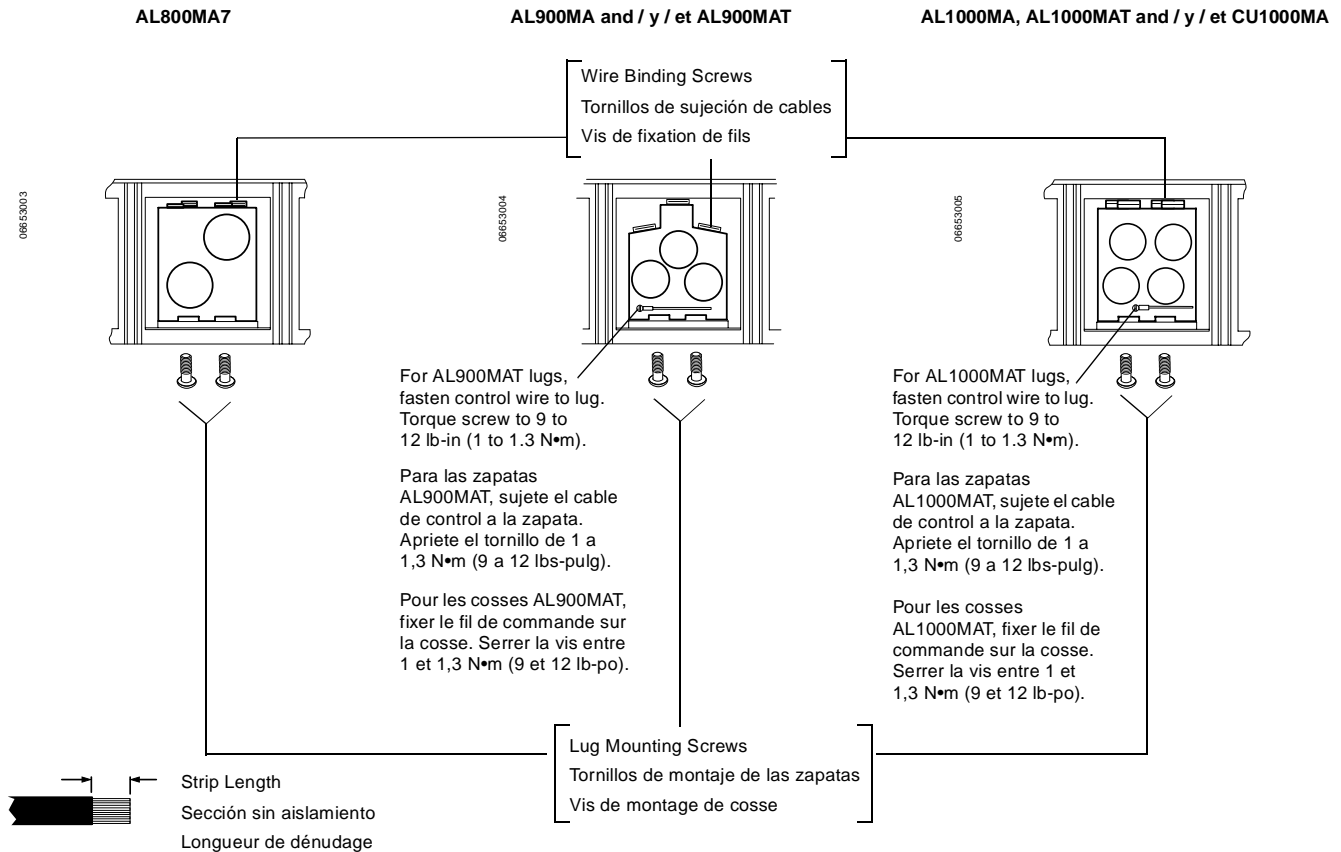 AL800MA7
AL900MA and / y / et AL900MAT
AL1000MA, AL1000MAT and / y / et CU1000MA
Wire Binding Screws
Tornillos de sujeción de cables
Vis de fixation de fils
06653003
06653004
06653005
For AL900MAT lugs,
fasten control wire to lug.
Torque screw to 9 to
12 lb-in (1 to 1.3 N•m).
Para las zapatas
AL900MAT, sujete el cable
de control a la zapata.
Apriete el tornillo de 1 a
1,3 N•m (9 a 12 lbs-pulg).
Pour les cosses AL900MAT,
fixer le fil de commande sur
la cosse. Serrer la vis entre
1 et 1,3 N•m (9 et 12 lb-po).
For AL1000MAT lugs,
fasten control wire to lug.
Torque screw to 9 to
12 lb-in (1 to 1.3 N•m).
Para las zapatas
AL1000MAT, sujete el cable
de control a la zapata.
Apriete el tornillo de 1 a
1,3 N•m (9 a 12 lbs-pulg).
Pour les cosses
AL1000MAT, fixer le fil de
commande sur la cosse.
Serrer la vis entre 1 et
1,3 N•m (9 et 12 lb-po).
Lug Mounting Screws
Tornillos de montaje de las zapatas
Vis de montage de cosse
Strip Length
Sección sin aislamiento
Longueur de dénudage